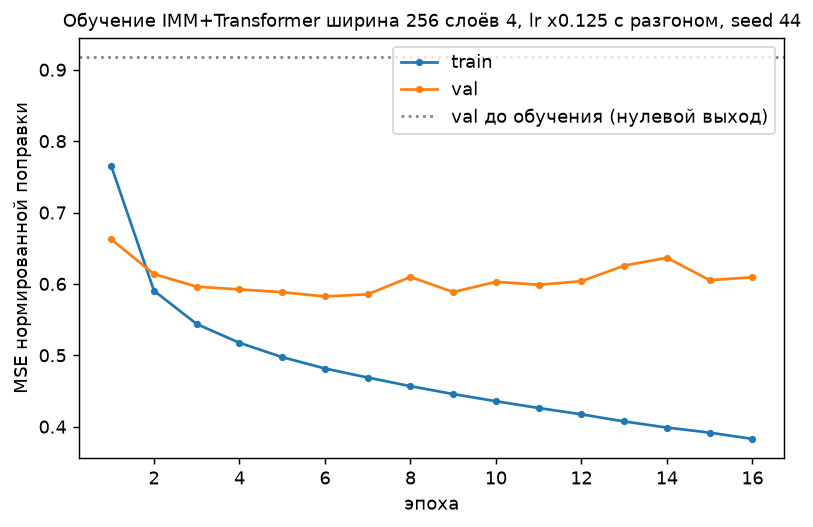 Обучение IMM+Transformer ширина 256 слоёв 4, lr x0.125 с разгоном, seed 44
train
val
val до обучения (нулевой выход)
MSE нормированной поправки
0.9
0.8
0.7
0.6
0.5
0.4
2 4 6 8 10 12 14 16
эпоха